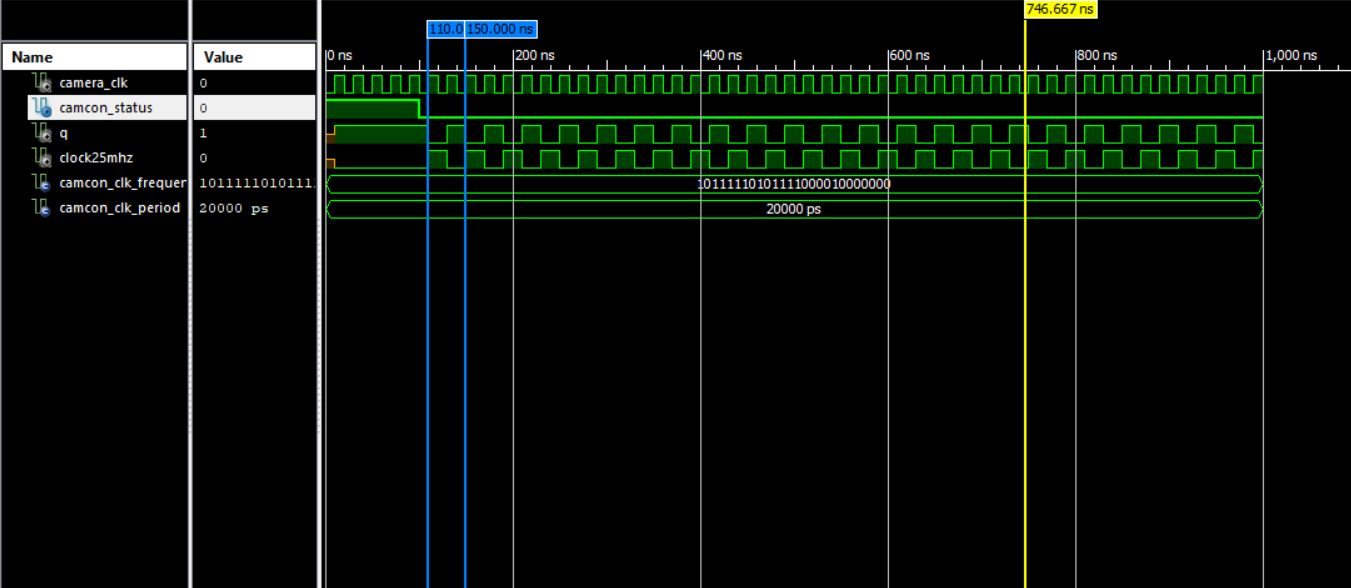 746.667 ns
110.0 150.000 ns
Name Value 0 ns 200 ns 400 ns 600 ns 800 ns 1,000 ns
camera_clk 0
camcon_status 0
q 1
clock25mhz 0
camcon_clk_frequer 1011111010111. 10111110101111000010000000
camcon_clk_period 20000 ps 20000 ps